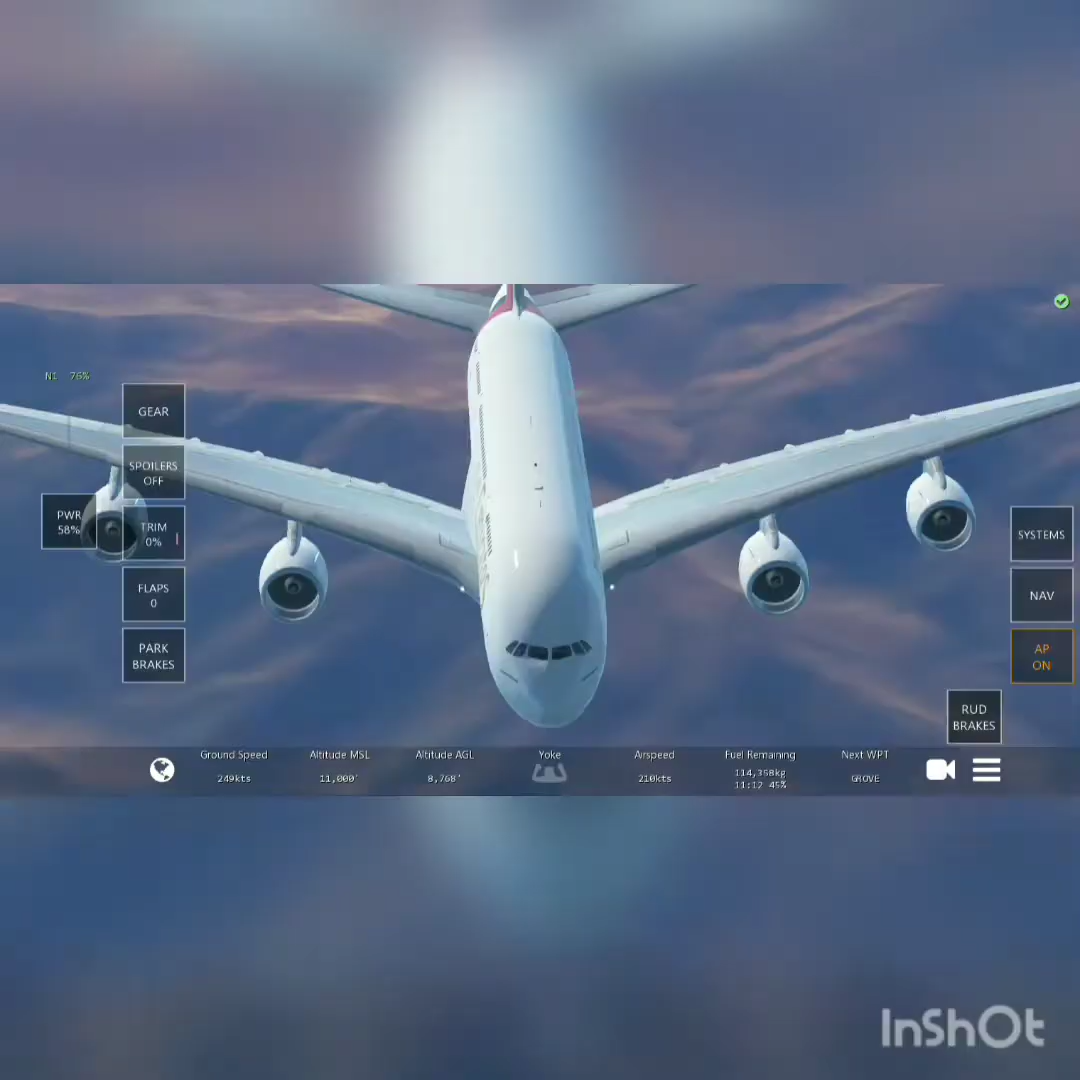 N1 76%
GEAR
SPOILERS
OFF
PWR
58%
TRIM
0%
FLAPS
0
PARK
BRAKES
SYSTEMS
NAV
AP
ON
RUD
BRAKES
Ground Speed
249kts
Altitude MSL
11,000'
Altitude AGL
8,768'
Yoke
Airspeed
210kts
Fuel Remaining
114,358kg
11:12 45%
Next WPT
GROVE
InShOt